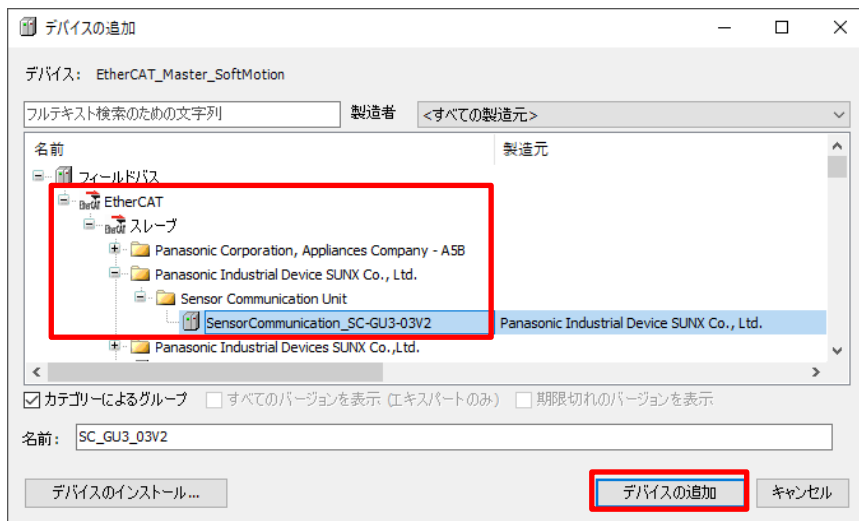 デバイスの追加
デバイス: EtherCAT_Master_SoftMotion
フルテキスト検索のための文字列 製造者 <すべての製造元>
名前 製造元
フィールドバス
EtherCAT
スレーブ
Panasonic Corporation, Appliances Company - A5B
Panasonic Industrial Device SUNX Co., Ltd.
Sensor Communication Unit
SensorCommunication_SC-GU3-03V2 Panasonic Industrial Device SUNX Co., Ltd.
Panasonic Industrial Devices SUNX Co.,Ltd.
カテゴリーによるグループ すべてのバージョンを表示 (エキスパートのみ) 期限切れのバージョンを表示
名前: SC_GU3_03V2
デバイスのインストール... デバイスの追加 キャンセル